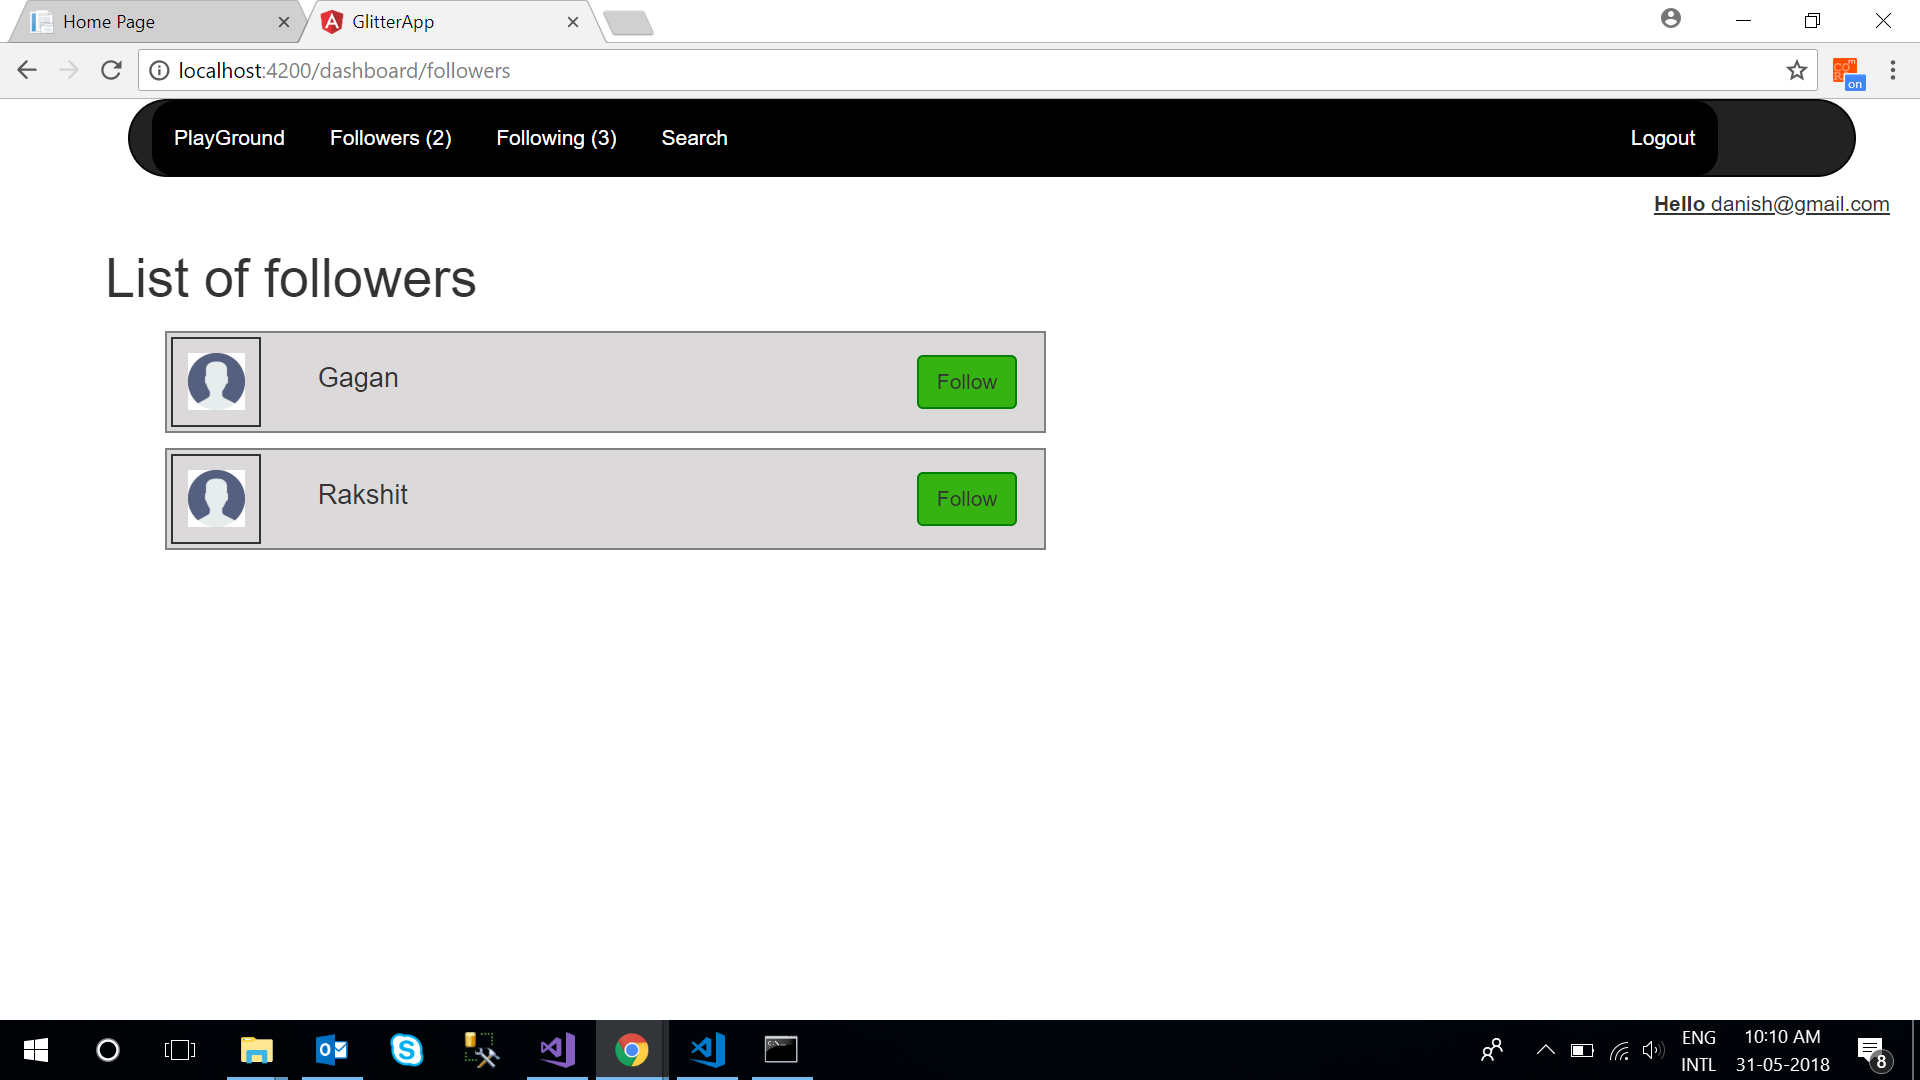 Home Page
GlitterApp
localhost:4200/dashboard/followers
on
PlayGround Followers (2) Following (3) Search Logout
Hello danish@gmail.com
List of followers
Gagan Follow
Rakshit Follow
ENG 10:10 AM
INTL 31-05-2018
8